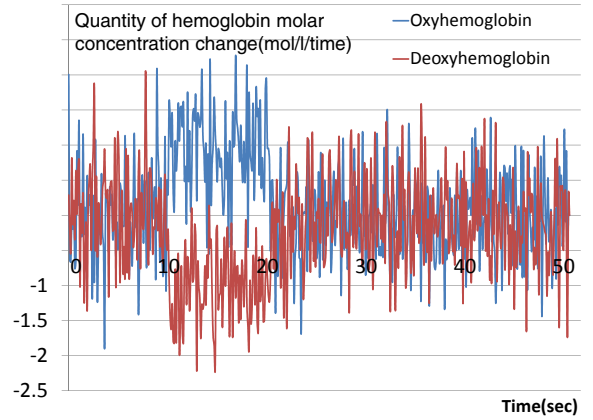 Quantity of hemoglobin molar
concentration change(mol/l/time)
Oxyhemoglobin
Deoxyhemoglobin
0 10 20 30 40 50
-1
-1.5
-2
-2.5
Time(sec)